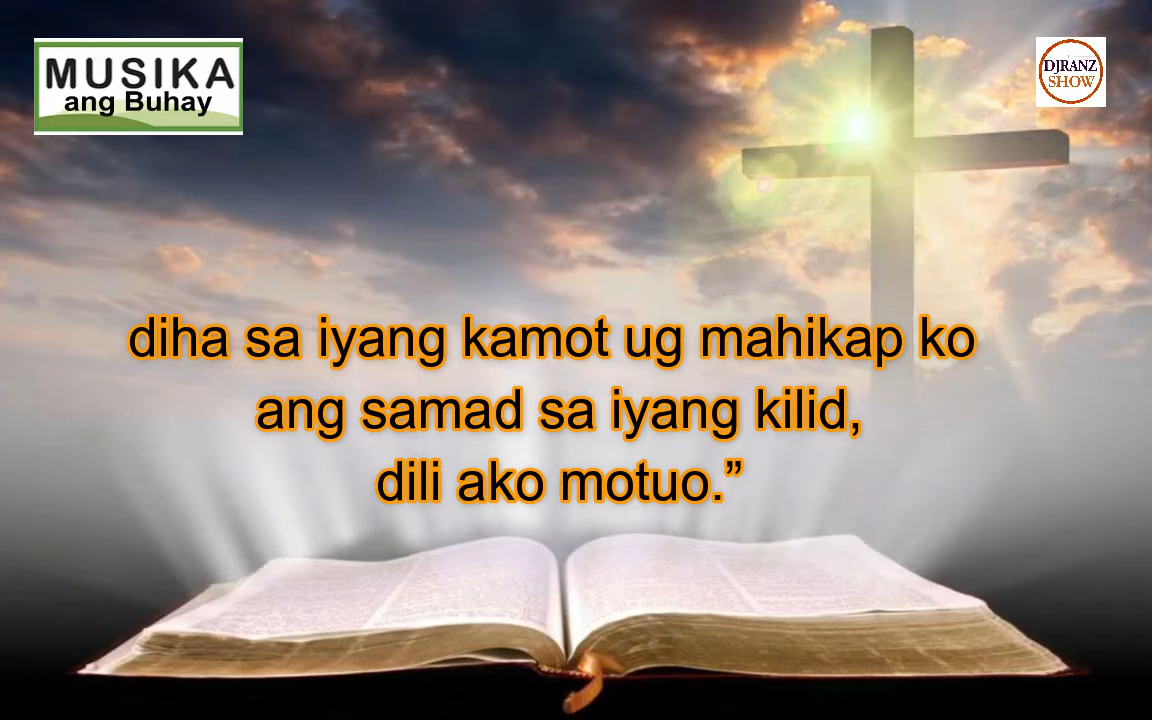 MUSIKA
ang Buhay
DJRANZ
SHOW
diha sa iyang kamot ug mahikap ko
ang samad sa iyang kilid,
dili ako motuo.”